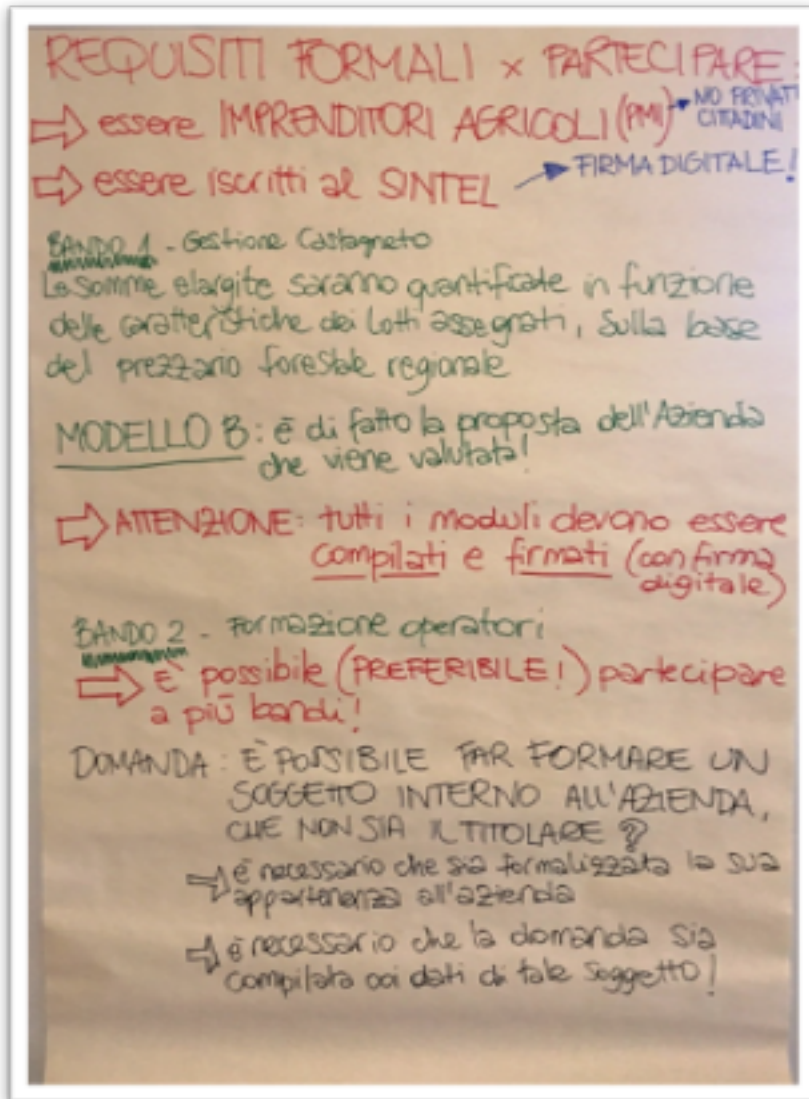 REQUISITI FORMALI x PARTECIPARE:
⇨ essere IMPRENDITORI AGRICOLI (PMI) → NO PRIVATI CITTADINI
⇨ essere iscritti al SINTEL → FIRMA DIGITALE!
BANDO 1 - Gestione Castagneto
Le somme elargite saranno quantificate in funzione
delle caratteristiche dei lotti assegnati, sulla base
del prezzario forestale regionale
MODELLO B: è di fatto la proposta dell'Azienda
che viene valutata!
⇨ ATTENZIONE: tutti i moduli devono essere
compilati e firmati (con firma
digitale)
BANDO 2 - Formazione operatori
⇨ È possibile (PREFERIBILE!) partecipare
a più bandi!
DOMANDA: È POSSIBILE FAR FORMARE UN
SOGGETTO INTERNO ALL'AZIENDA,
CHE NON SIA IL TITOLARE?
⇨ è necessario che sia formalizzata la sua
appartenenza all'azienda
⇨ è necessario che la domanda sia
compilata coi dati di tale soggetto!